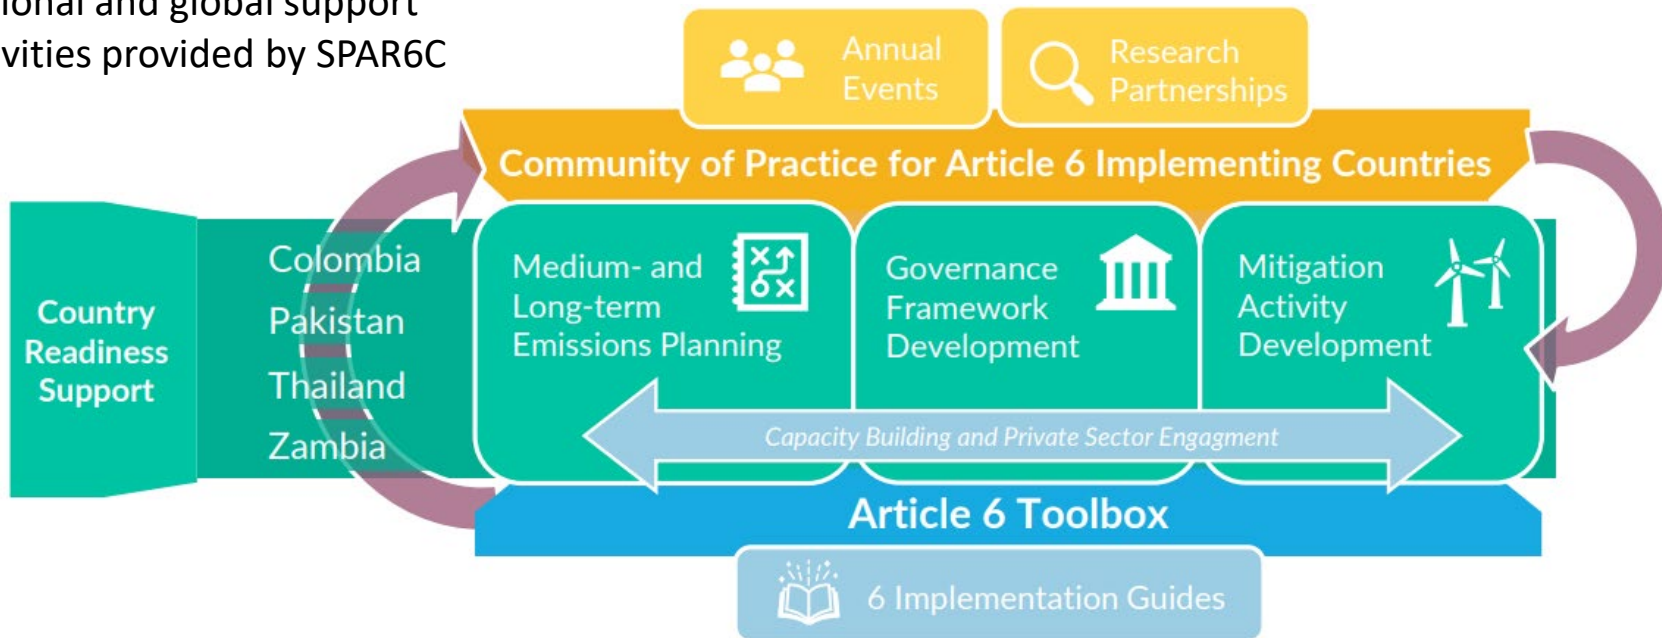 ional and global support
vities provided by SPAR6C
Annual
Events
Research
Partnerships
Community of Practice for Article 6 Implementing Countries
Country
Readiness
Support
Colombia
Pakistan
Thailand
Zambia
Medium- and
Long-term
Emissions Planning
Governance
Framework
Development
Mitigation
Activity
Development
Capacity Building and Private Sector Engagment
Article 6 Toolbox
6 Implementation Guides